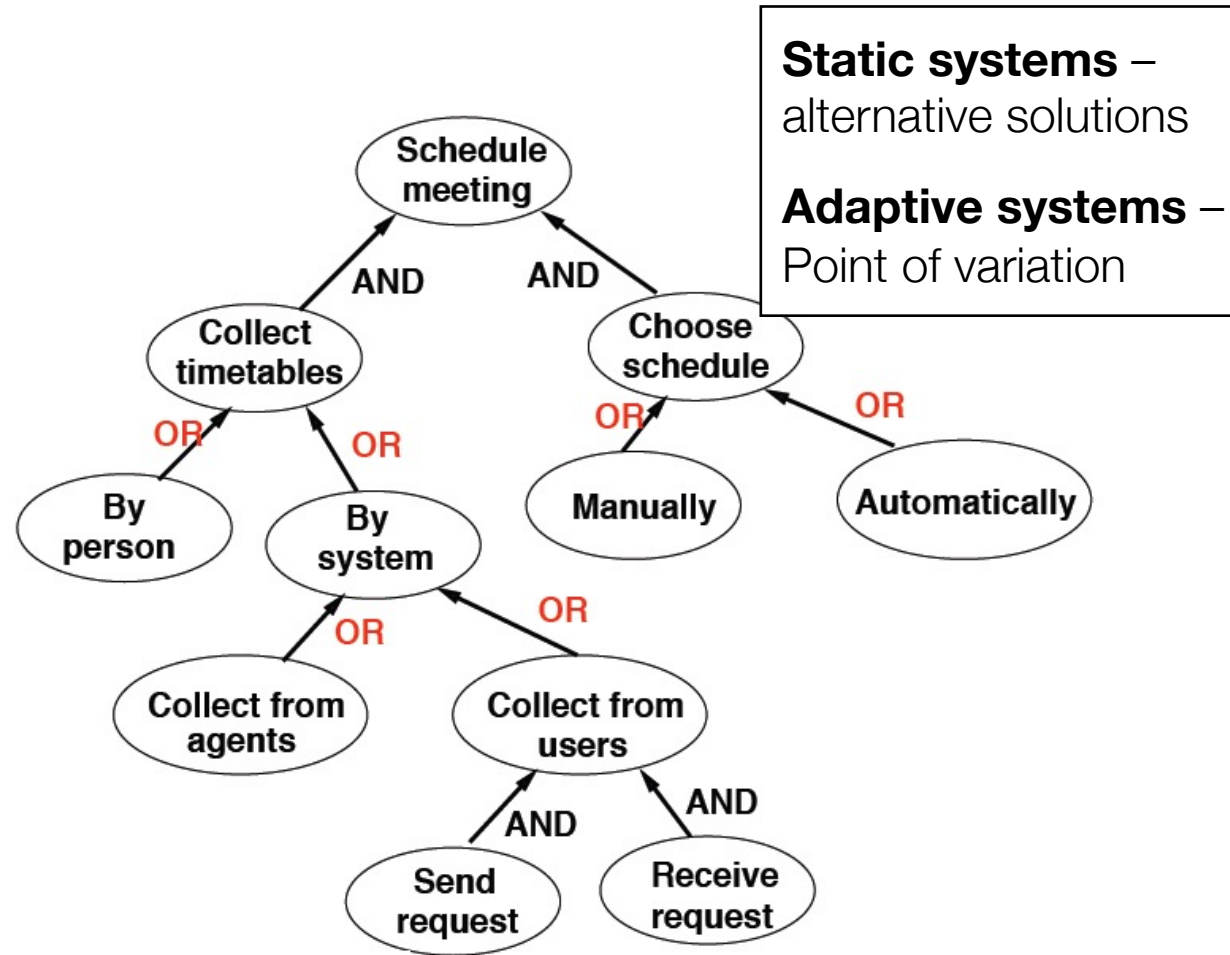 Static systems –
alternative solutions
Adaptive systems –
Point of variation
Schedule
meeting
AND
AND
Collect
timetables
Choose
schedule
OR
OR
OR
OR
By
person
By
system
Manually
Automatically
OR
OR
Collect from
agents
Collect from
users
AND
AND
Send
request
Receive
request